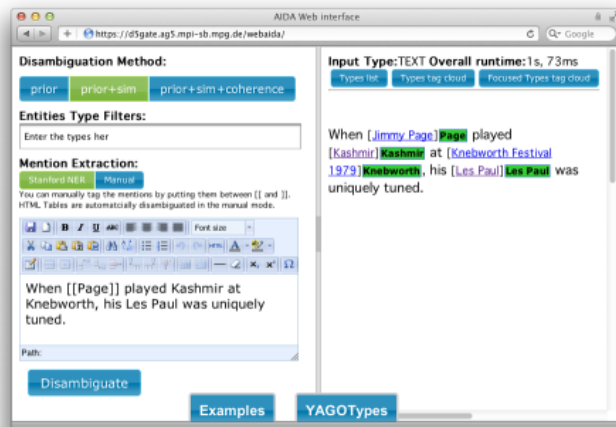 AIDA Web interface
https://d5gate.ag5.mpi-sb.mpg.de/webaida/
Google
Disambiguation Method:
prior prior+sim prior+sim+coherence
Entities Type Filters:
Enter the types her
Mention Extraction:
Stanford NER Manual
You can manually tag the mentions by putting them between [[ and ]].
HTML Tables are automatcially disambiguated in the manual mode.
B I U ABC Font size
HTML A
When [[Page]] played Kashmir at
Knebworth, his Les Paul was uniquely
tuned.
Path:
Disambiguate
Input Type:TEXT Overall runtime:1s, 73ms
Types list Types tag cloud Focused Types tag cloud
When [Jimmy Page]Page played
[Kashmir]Kashmir at [Knebworth Festival
1979]Knebworth, his [Les Paul]Les Paul was
uniquely tuned.
Examples YAGOTypes